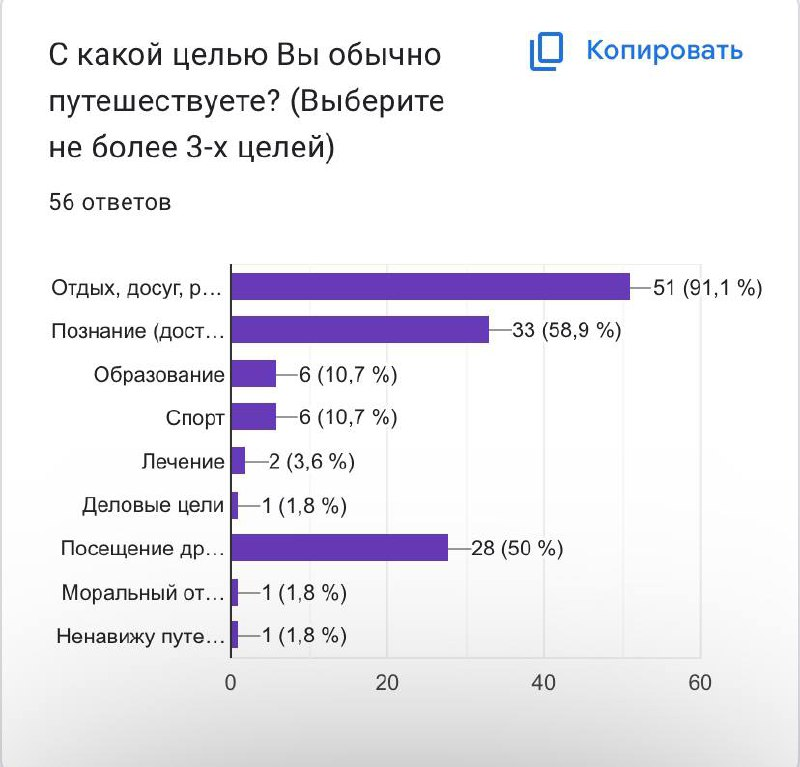 С какой целью Вы обычно
Копировать
путешествуете? (Выберите
не более 3-х целей)
56 ответов
Отдых, досуг, р... 51 (91,1 %)
Познание (дост... 33 (58,9 %)
Образование 6 (10,7 %)
Спорт 6 (10,7 %)
Лечение 2 (3,6 %)
Деловые цели 1 (1,8 %)
Посещение др... 28 (50 %)
Моральный от... 1 (1,8 %)
Ненавижу путе... 1 (1,8 %)
0 20 40 60